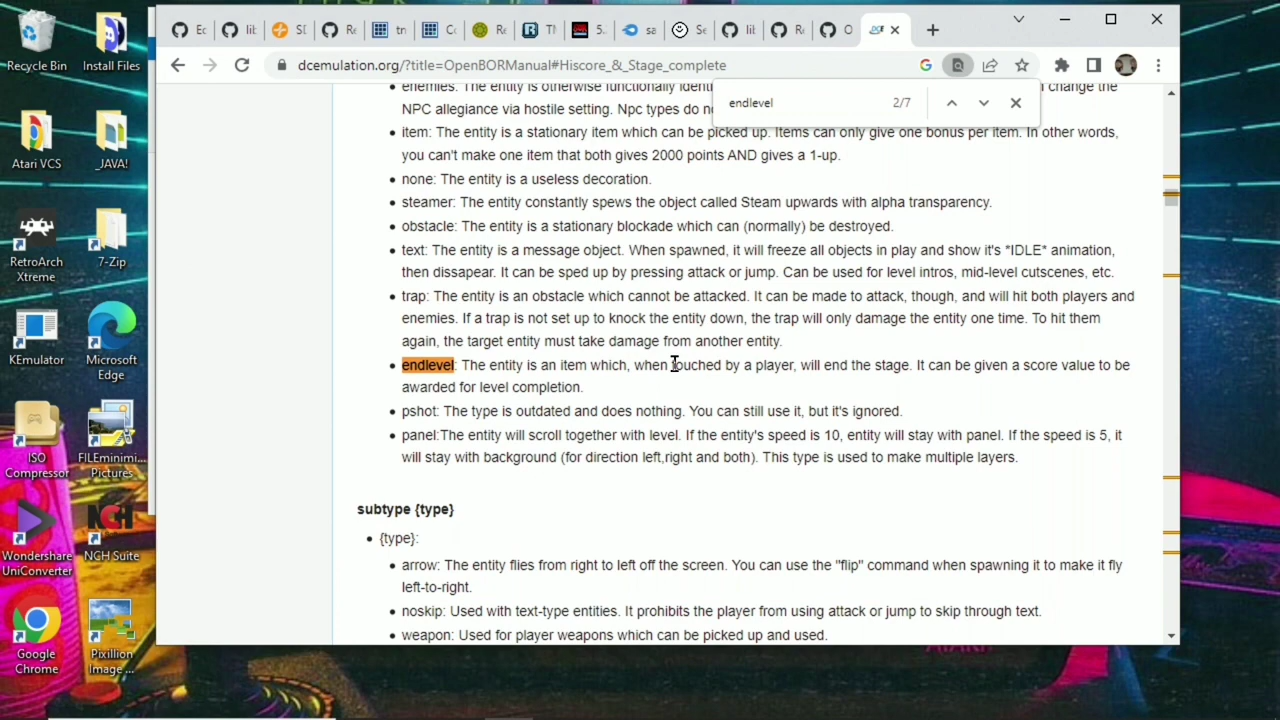 Recycle Bin
Install Files
Atari VCS
_JAVA!
RetroArch
Xtreme
7-Zip
KEmulator
Microsoft
Edge
ISO
Compressor
FILEminimi...
Pictures
Wondershare
UniConverter
NCH Suite
Google
Chrome
Pixillion
Image ...
Ec
lit
SI
Re
tn
Cc
Re
TI
5.
sa
Se
lit
Re
O
dcemulation.org/?title=OpenBORManual#Hiscore_&_Stage_complete
endlevel
2/7
enemies: The entity is otherwise functionally identi
change the
NPC allegiance via hostile setting. Npc types do n
item: The entity is a stationary item which can be picked up. Items can only give one bonus per item. In other words,
you can't make one item that both gives 2000 points AND gives a 1-up.
none: The entity is a useless decoration.
steamer: The entity constantly spews the object called Steam upwards with alpha transparency.
obstacle: The entity is a stationary blockade which can (normally) be destroyed.
text: The entity is a message object. When spawned, it will freeze all objects in play and show it's *IDLE* animation,
then dissapear. It can be sped up by pressing attack or jump. Can be used for level intros, mid-level cutscenes, etc.
trap: The entity is an obstacle which cannot be attacked. It can be made to attack, though, and will hit both players and
enemies. If a trap is not set up to knock the entity down, the trap will only damage the entity one time. To hit them
again, the target entity must take damage from another entity.
endlevel: The entity is an item which, when touched by a player, will end the stage. It can be given a score value to be
awarded for level completion.
pshot: The type is outdated and does nothing. You can still use it, but it's ignored.
panel:The entity will scroll together with level. If the entity's speed is 10, entity will stay with panel. If the speed is 5, it
will stay with background (for direction left,right and both). This type is used to make multiple layers.
subtype {type}
{type}:
arrow: The entity flies from right to left off the screen. You can use the "flip" command when spawning it to make it fly
left-to-right.
noskip: Used with text-type entities. It prohibits the player from using attack or jump to skip through text.
weapon: Used for player weapons which can be picked up and used.